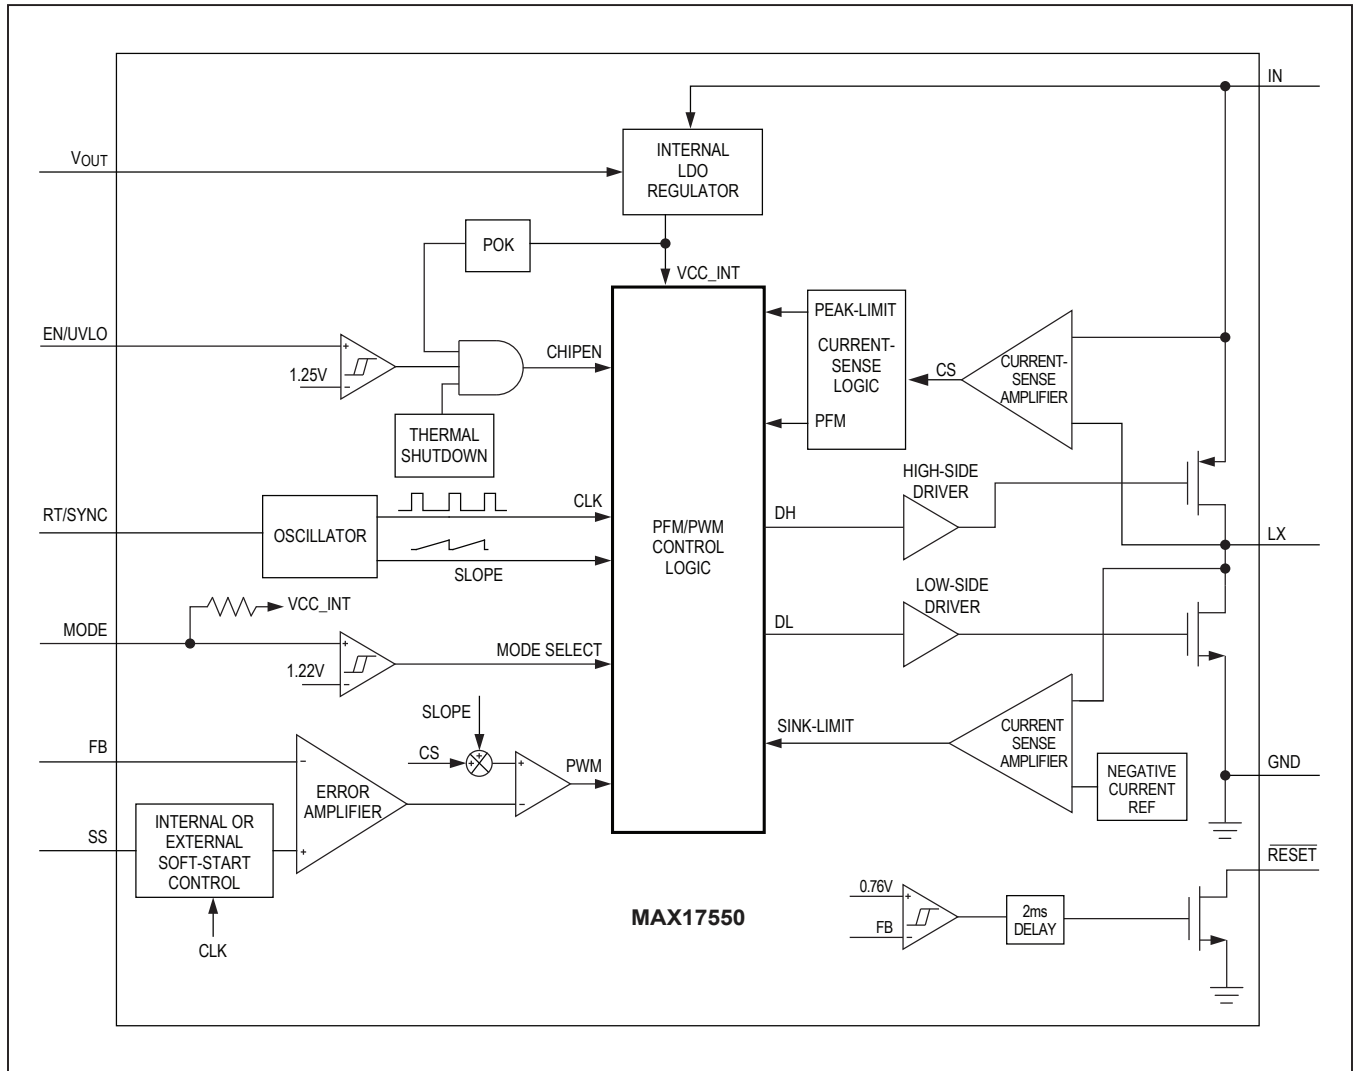 IN
VOUT
INTERNAL
LDO
REGULATOR
POK
VCC_INT
EN/UVLO
+
1.25V
−
CHIPEN
THERMAL
SHUTDOWN
PEAK-LIMIT
CURRENT-
SENSE
LOGIC
PFM
CS
CURRENT-
SENSE
AMPLIFIER
RT/SYNC
OSCILLATOR
CLK
SLOPE
PFM/PWM
CONTROL
LOGIC
HIGH-SIDE
DRIVER
DH
LX
LOW-SIDE
DRIVER
DL
VCC_INT
MODE
+
1.22V
−
MODE SELECT
SLOPE
+
CS
+
+
−
PWM
FB
−
ERROR
AMPLIFIER
+
SS
INTERNAL OR
EXTERNAL
SOFT-START
CONTROL
CLK
SINK-LIMIT
CURRENT
SENSE
AMPLIFIER
NEGATIVE
CURRENT
REF
GND
RESET
0.76V
+
FB
−
2ms
DELAY
MAX17550